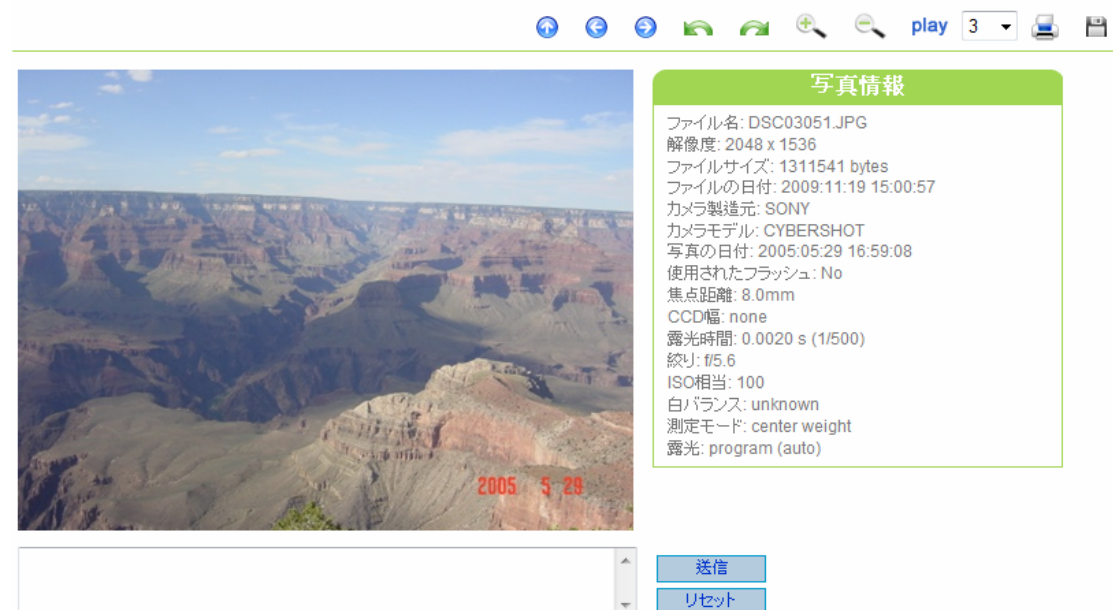 play 3
写真情報
ファイル名: DSC03051.JPG
解像度: 2048 x 1536
ファイルサイズ: 1311541 bytes
ファイルの日付: 2009:11:19 15:00:57
カメラ製造元: SONY
カメラモデル: CYBERSHOT
写真の日付: 2005:05:29 16:59:08
使用されたフラッシュ: No
焦点距離: 8.0mm
CCD幅: none
露光時間: 0.0020 s (1/500)
絞り: f/5.6
ISO相当: 100
白バランス: unknown
測定モード: center weight
露光: program (auto)
2005 5 29
送信
リセット